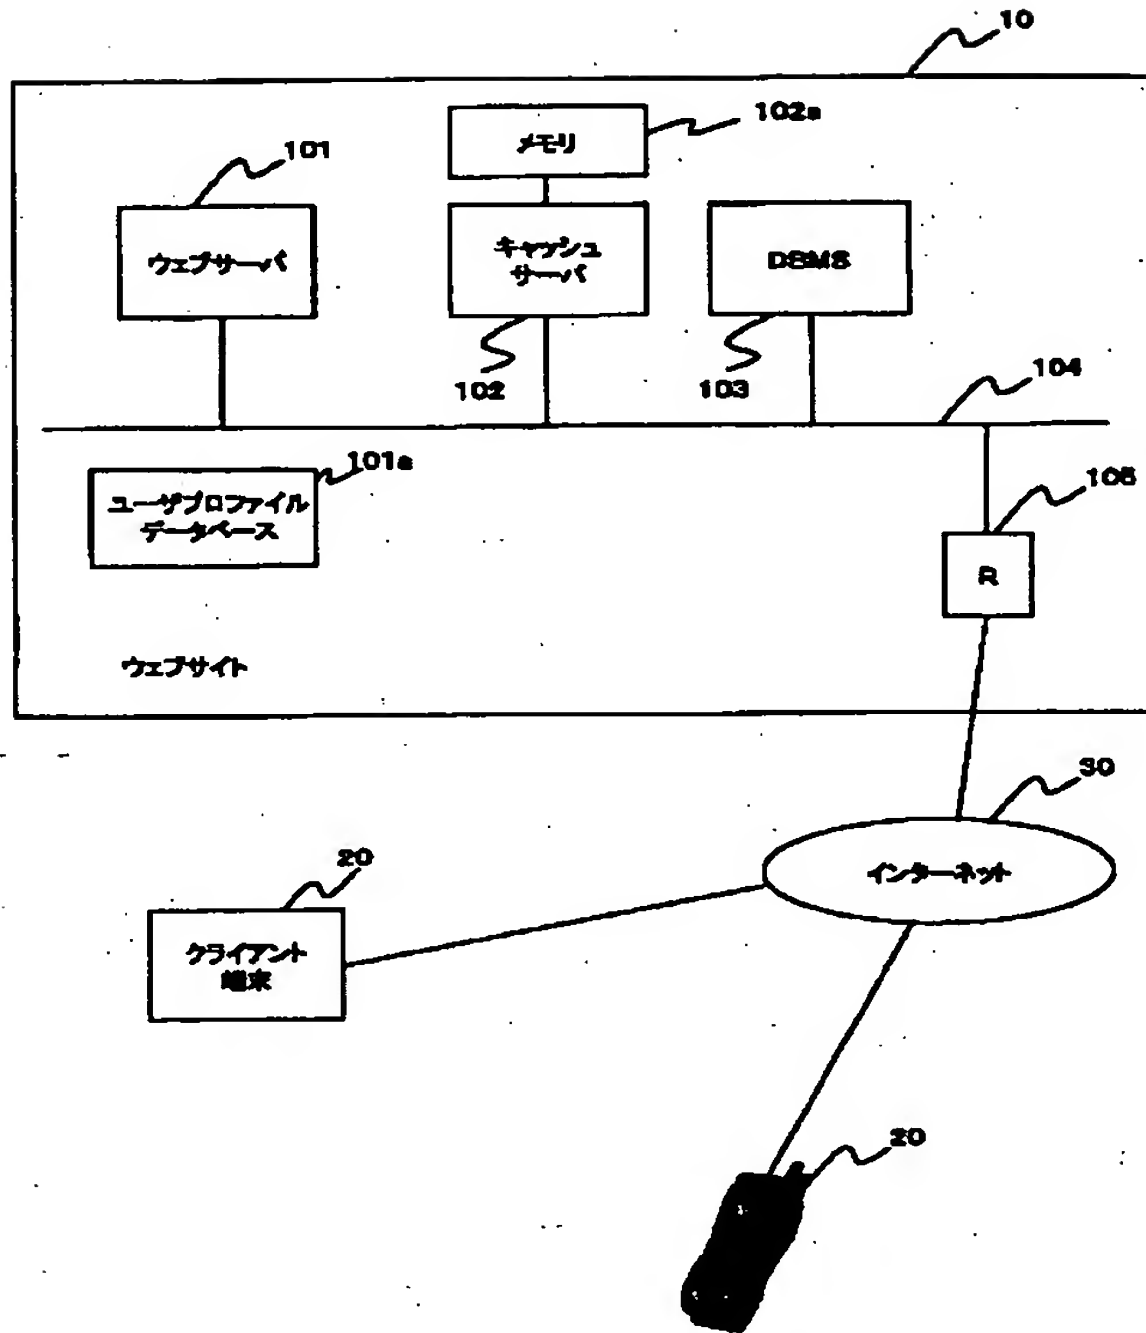 10
102a
メモリ
101
ウェブサーバ
キャッシュ
サーバ
DBMS
102
103
104
101a
ユーザプロファイル
データベース
105
R
ウェブサイト
30
インターネット
20
クライアント
端末
20